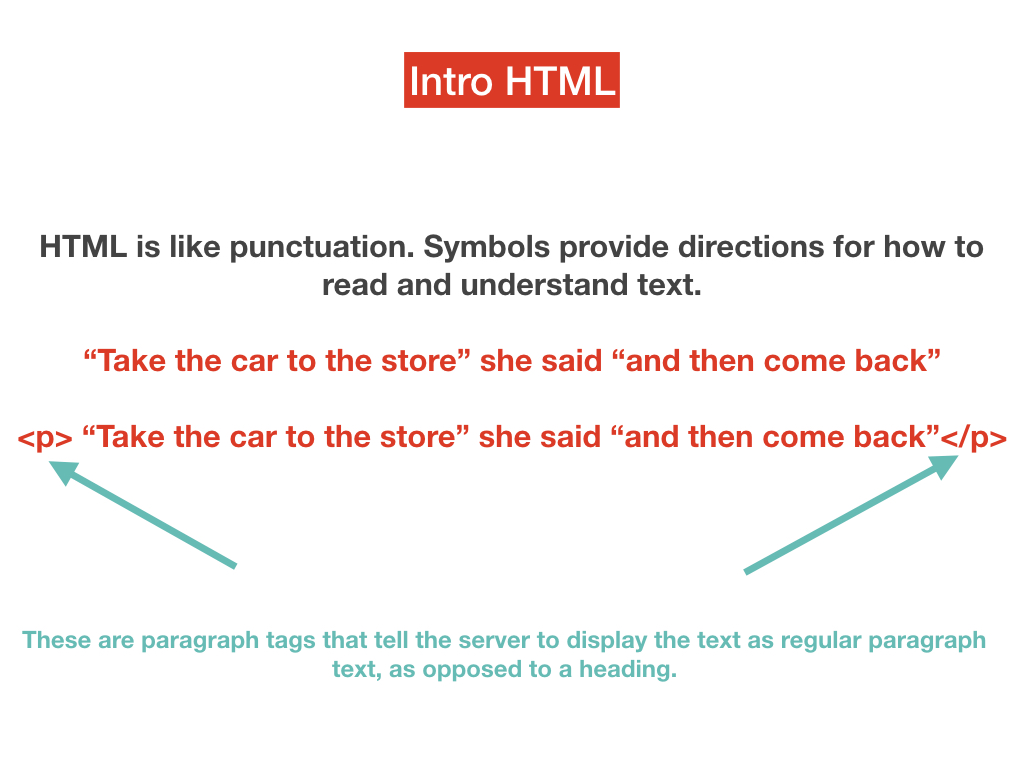 Intro HTML
HTML is like punctuation. Symbols provide directions for how to
read and understand text.
“Take the car to the store” she said “and then come back”
<p> “Take the car to the store” she said “and then come back”</p>
These are paragraph tags that tell the server to display the text as regular paragraph
text, as opposed to a heading.